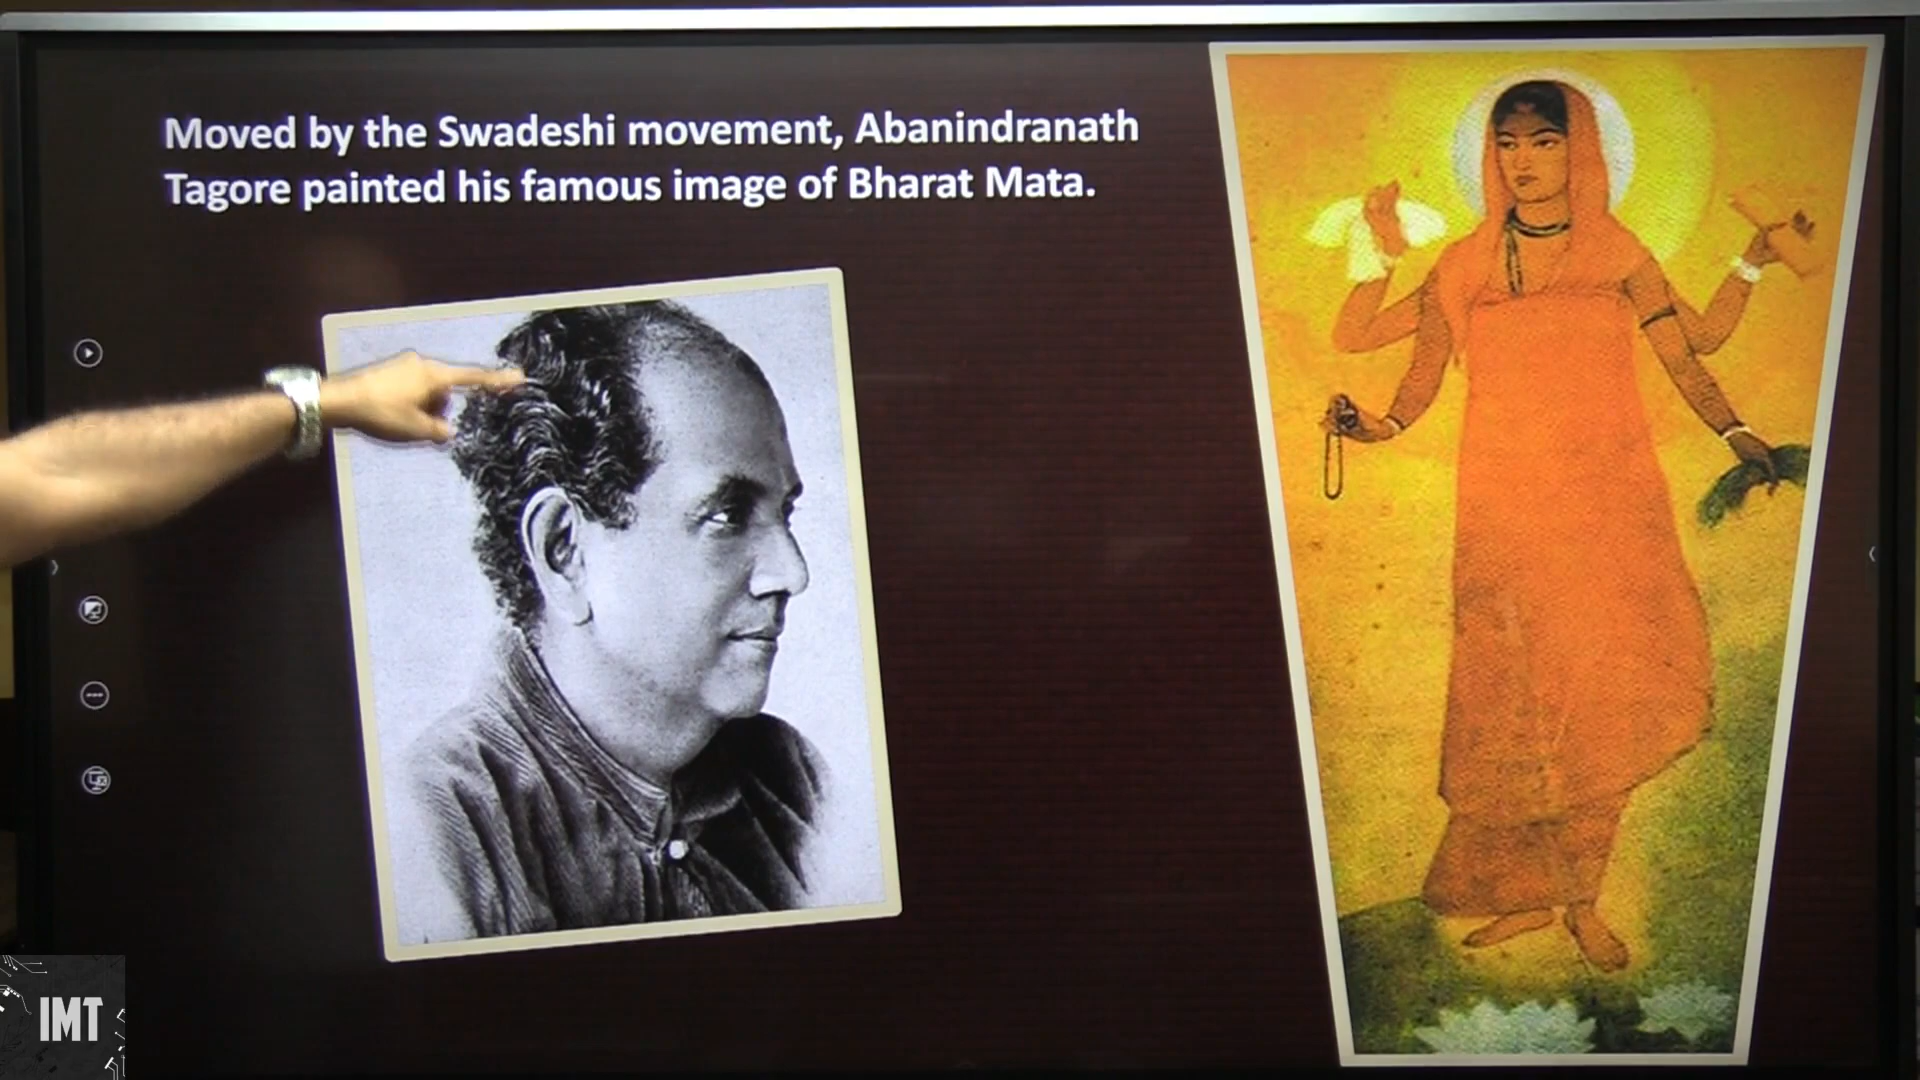 Moved by the Swadeshi movement, Abanindranath
Tagore painted his famous image of Bharat Mata.
IMT